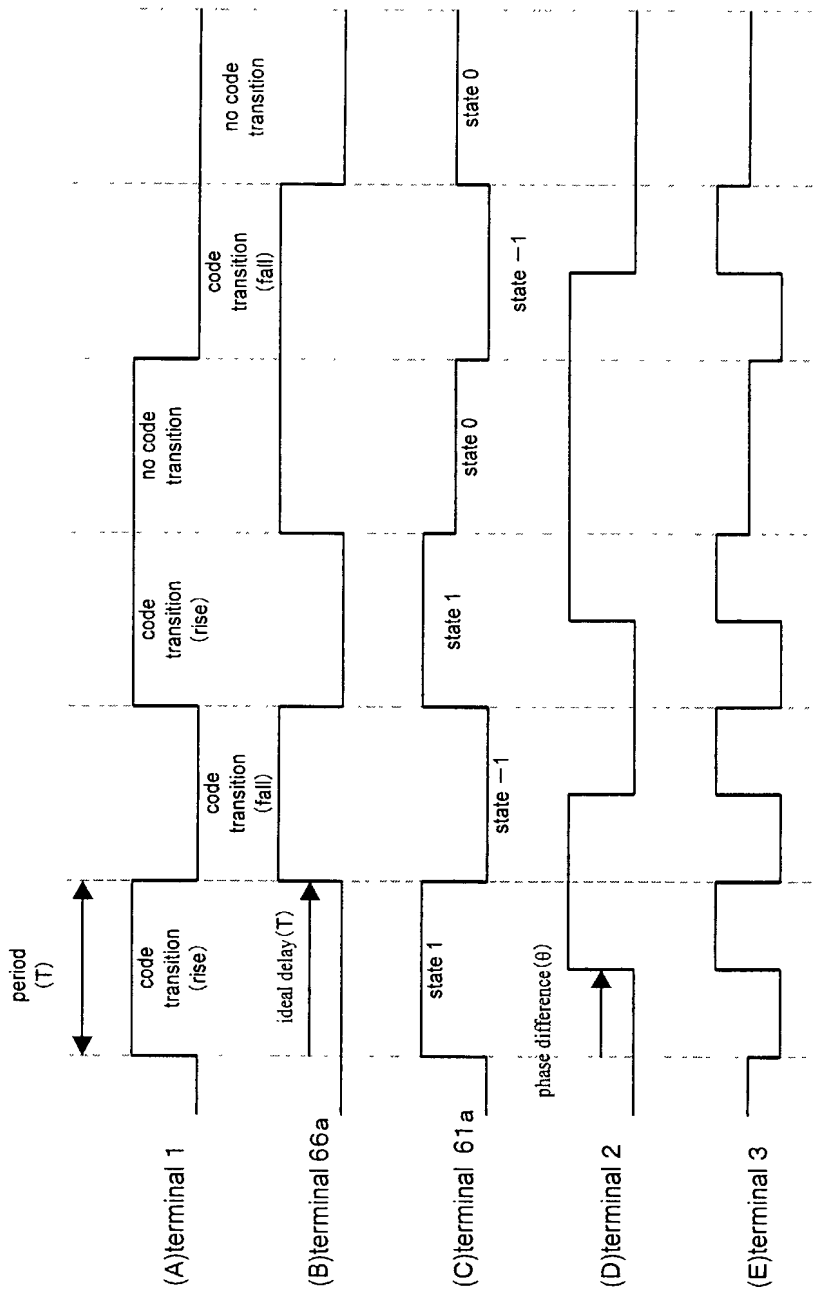 period
(T)
(A)terminal 1
code
transition
(rise)
code
transition
(fall)
code
transition
(rise)
no code
transition
code
transition
(fall)
no code
transition
(B)terminal 66a
ideal delay(T)
(C)terminal 61a
state 1
state −1
state 1
state 0
state −1
state 0
(D)terminal 2
phase difference(θ)
(E)terminal 3